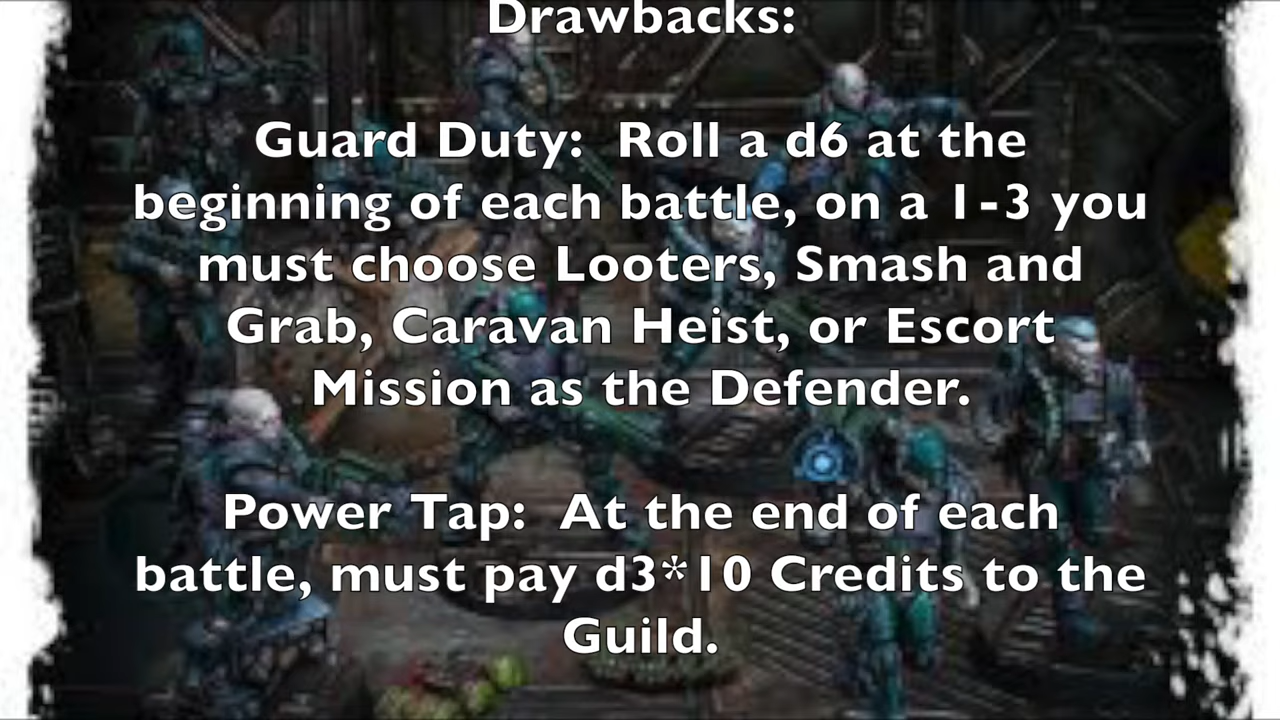 Drawbacks:
Guard Duty:  Roll a d6 at the
beginning of each battle, on a 1-3 you
must choose Looters, Smash and
Grab, Caravan Heist, or Escort
Mission as the Defender.
Power Tap:  At the end of each
battle, must pay d3*10 Credits to the
Guild.